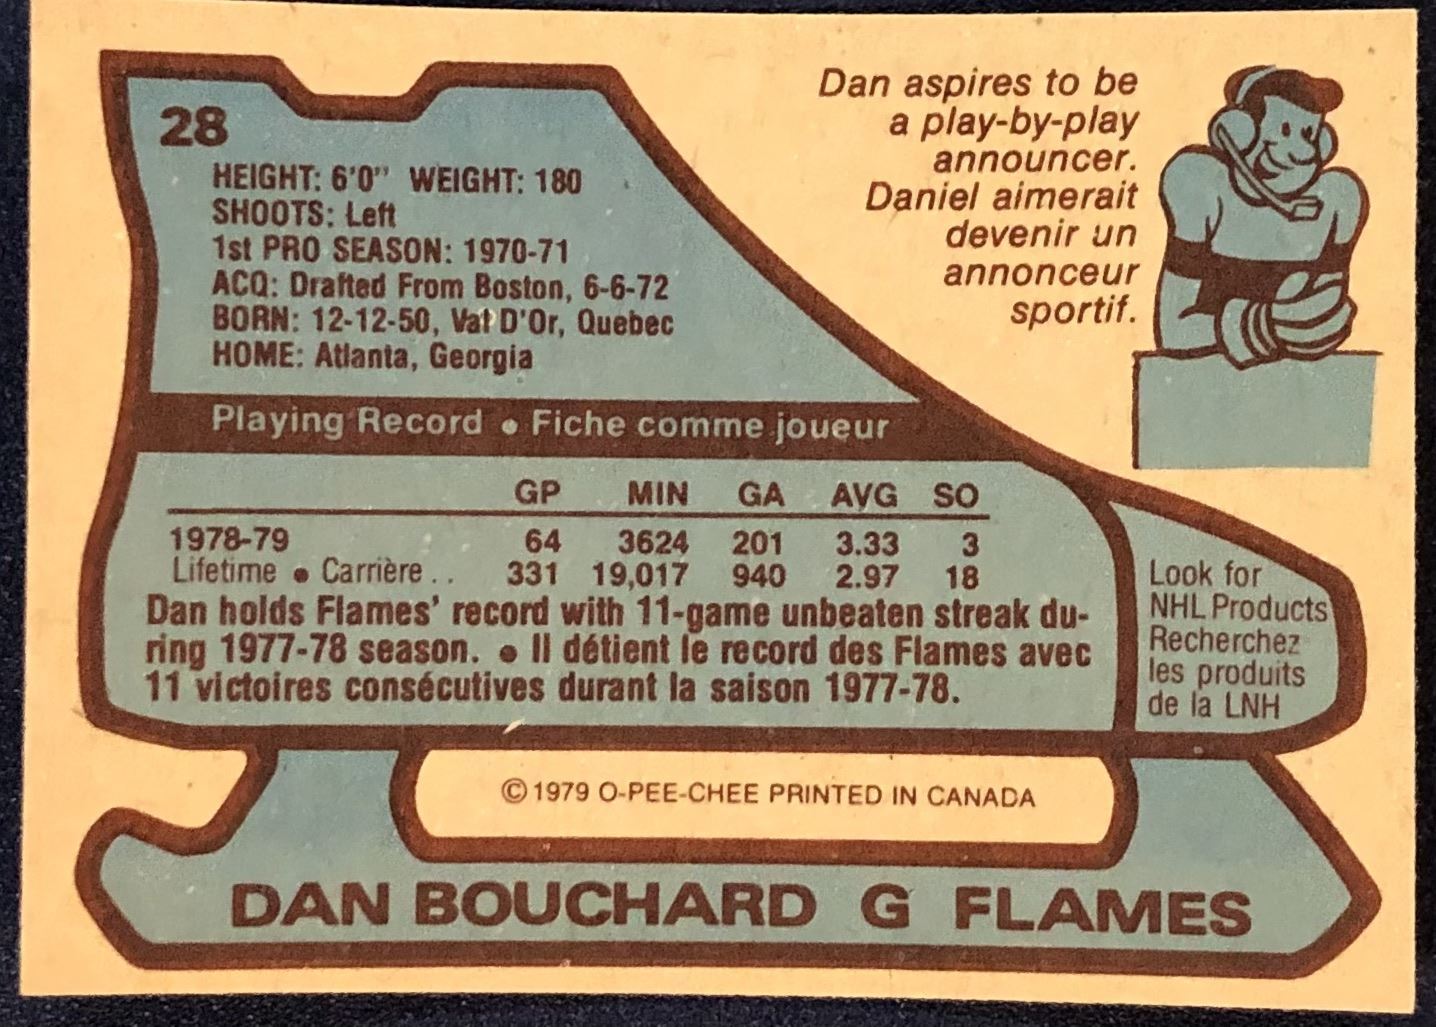 28
HEIGHT: 6'0" WEIGHT: 180
SHOOTS: Left
1st PRO SEASON: 1970-71
ACQ: Drafted From Boston, 6-6-72
BORN: 12-12-50, Val D'Or, Quebec
HOME: Atlanta, Georgia
Dan aspires to be
a play-by-play
announcer.
Daniel aimerait
devenir un
annonceur
sportif.
Playing Record • Fiche comme joueur
GP MIN GA AVG SO
1978-79 64 3624 201 3.33 3
Lifetime • Carrière .. 331 19,017 940 2.97 18
Dan holds Flames' record with 11-game unbeaten streak du-
ring 1977-78 season. • Il détient le record des Flames avec
11 victoires consécutives durant la saison 1977-78.
Look for
NHL Products
Recherchez
les produits
de la LNH
© 1979 O-PEE-CHEE PRINTED IN CANADA
DAN BOUCHARD G FLAMES